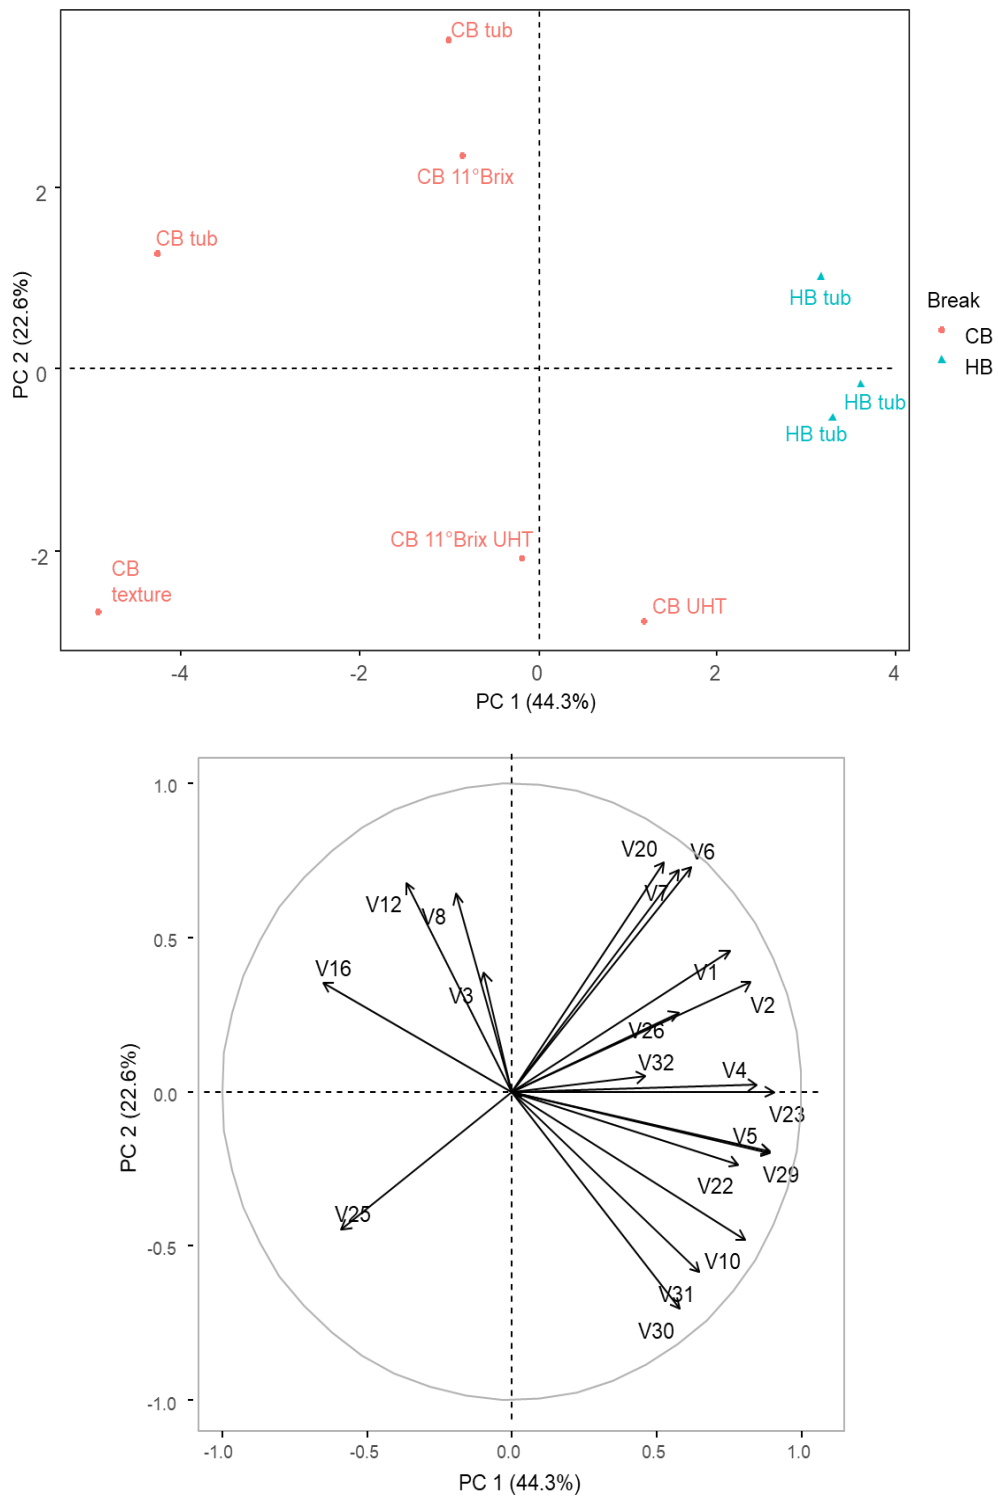 CB tub
CB 11°Brix
2
CB tub
HB tub
Break
CB
HB
PC 2 (22.6%)
0
HB tub
HB tub
CB 11°Brix UHT
-2
CB
texture
CB UHT
-4
-2
0
2
4
PC 1 (44.3%)
1.0
V20
V6
V7
V12
V8
0.5
V16
V1
V3
V2
V26
V32
V4
PC 2 (22.6%)
0.0
V23
V5
V29
V22
V25
-0.5
V10
V31
V30
-1.0
-1.0
-0.5
0.0
0.5
1.0
PC 1 (44.3%)